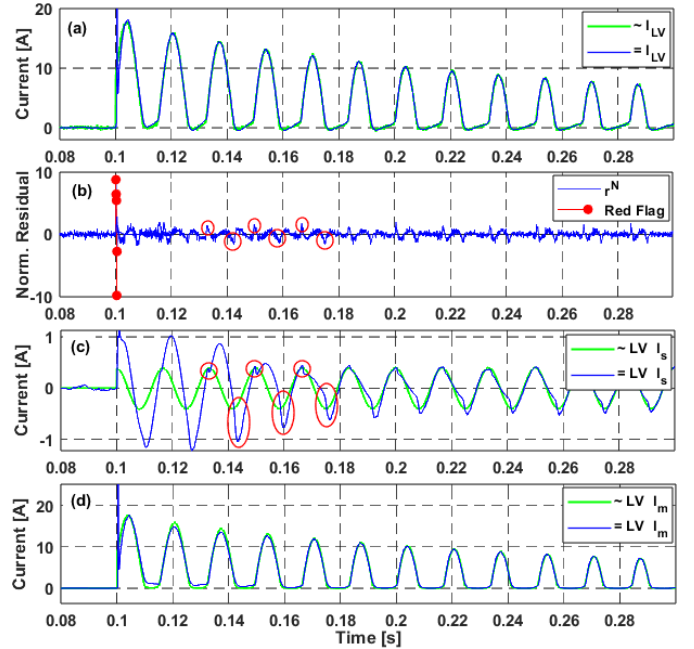 (a)
Current [A]
20
10
0
~ I_LV
= I_LV
0.08 0.1 0.12 0.14 0.16 0.18 0.2 0.22 0.24 0.26 0.28
(b)
Norm. Residual
10
0
-10
r^N
Red Flag
0.08 0.1 0.12 0.14 0.16 0.18 0.2 0.22 0.24 0.26 0.28
(c)
Current [A]
1
0
-1
~ LV I_s
= LV I_s
0.08 0.1 0.12 0.14 0.16 0.18 0.2 0.22 0.24 0.26 0.28
(d)
Current [A]
20
10
0
~ LV I_m
= LV I_m
0.08 0.1 0.12 0.14 0.16 0.18 0.2 0.22 0.24 0.26 0.28
Time [s]